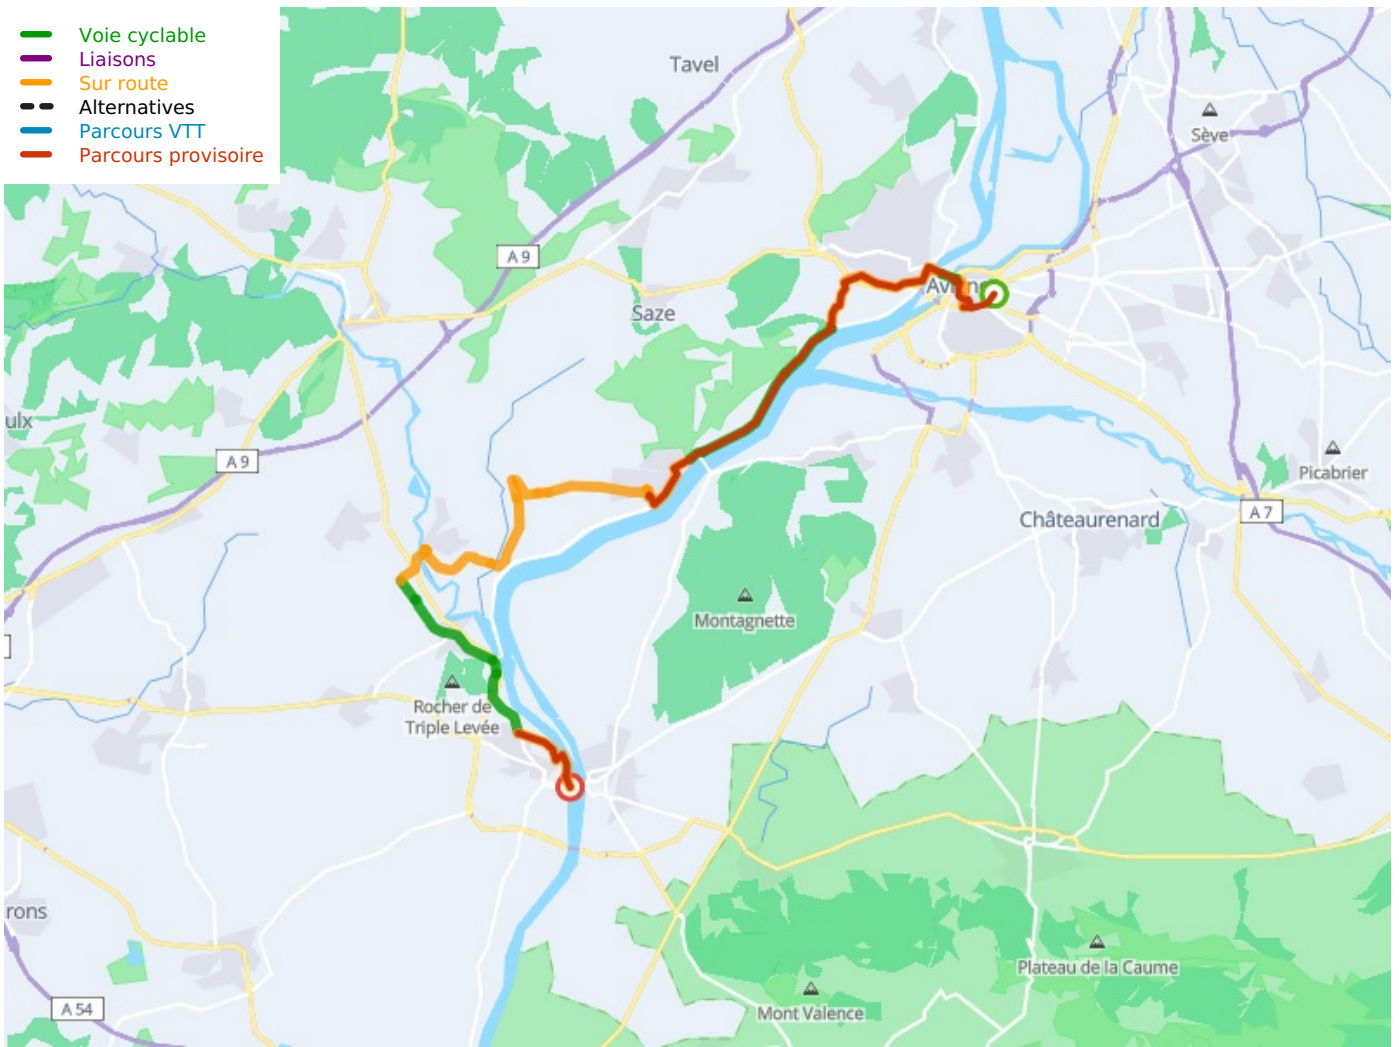 Voie cyclable
Liaisons
Sur route
Alternatives
Parcours VTT
Parcours provisoire
Tavel
Sève
A 9
Saze
ulx
A 9
Picabrier
A 7
Châteaurenard
Montagnette
Rocher de
Triple Levée
rons
Plateau de la Caume
A 54
Mont Valence